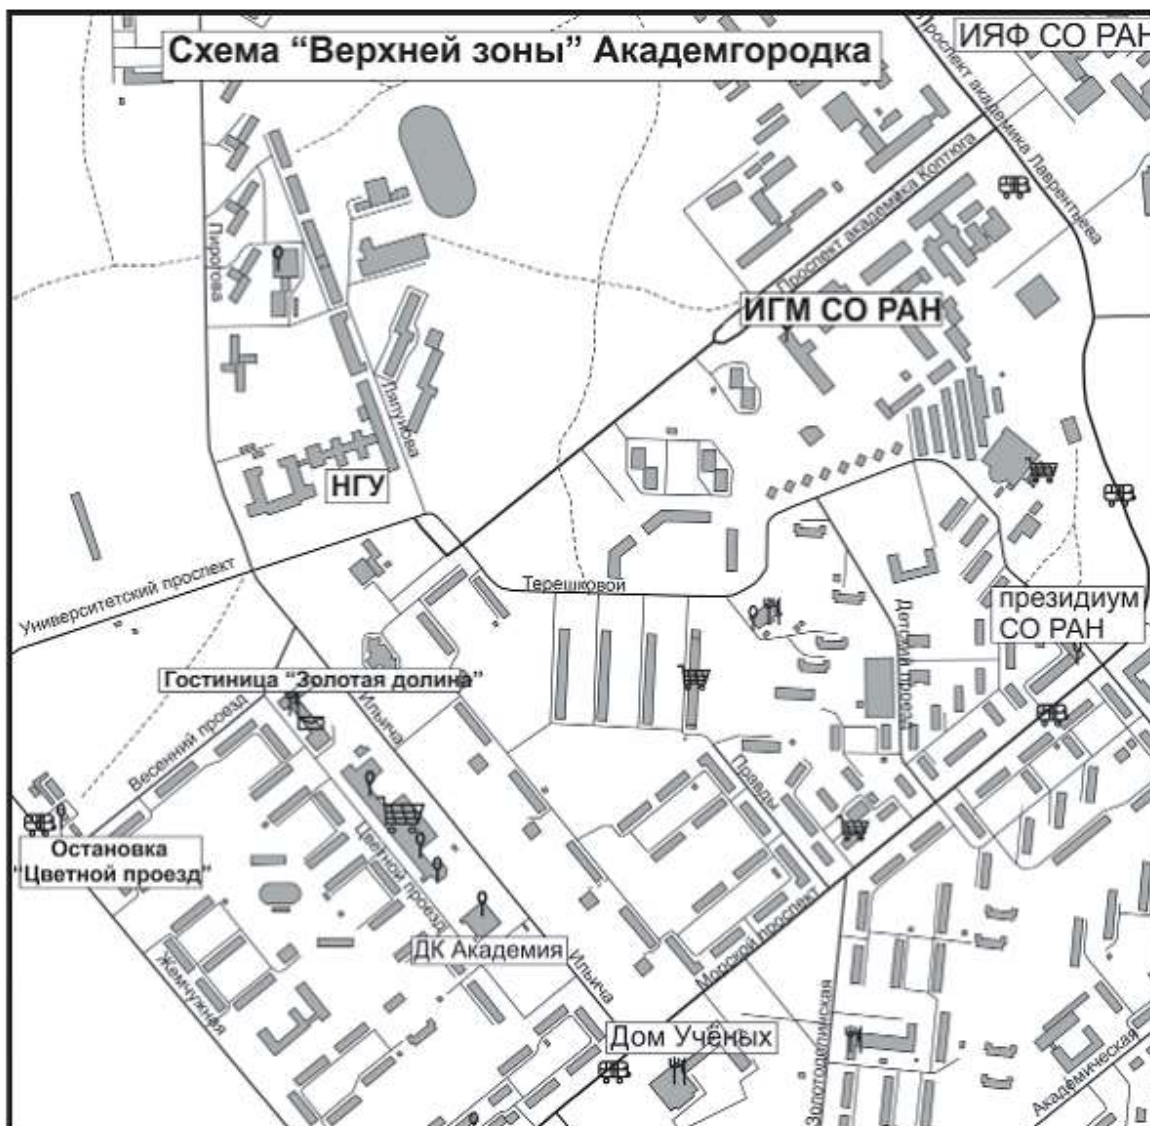 Схема “Верхней зоны” Академгородка
ИЯФ СО РАН
Проспект академика Лаврентьева
Проспект академика Коптюга
Пирогова
ИГМ СО РАН
Ляпунова
НГУ
Университетский проспект
Терешковой
Детский проезд
президиум
СО РАН
Гостиница “Золотая долина”
Ильича
Весенний проезд
Правды
Остановка
“Цветной проезд”
Цветной проезд
ДК Академия
Морской проспект
Жемчужная
Ильича
Золотодолинская
Дом Учёных
Академическая